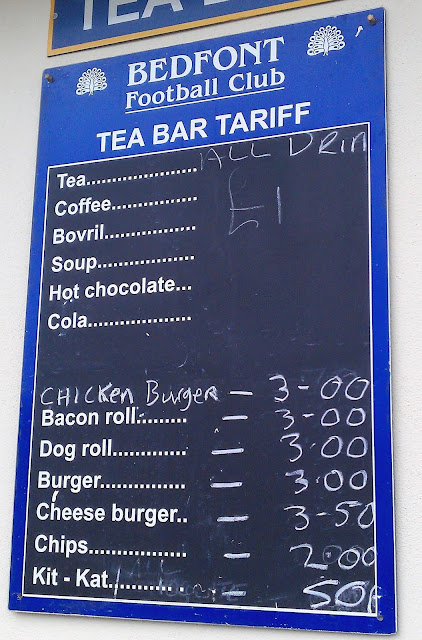 TEA B
BEDFONT
Football Club
TEA BAR TARIFF
ALL DRIN
Tea......................
Coffee.................
£1
Bovril..................
Soup...................
Hot chocolate...
Cola....................
CHICKEN BURGER — 3-00
Bacon roll.......... — 3-00
Dog roll............... — 3.00
Burger................. — 3.00
Cheese burger.. — 3-50
Chips................... — 2.00
Kit - Kat............. — 50P